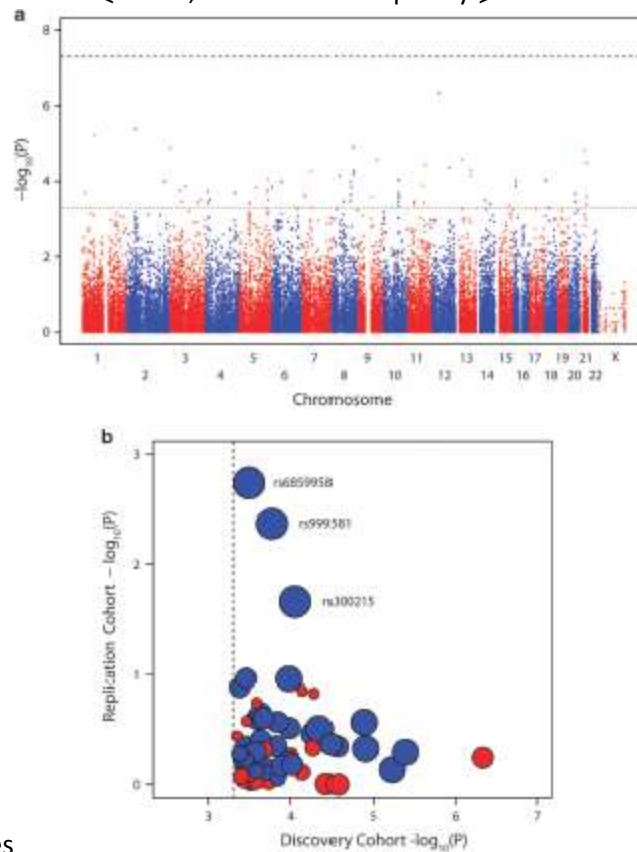 a
8
6
4
2
0
−log₁₀(P)
1 3 5 7 9 11 13 15 17 19 21 X
2 4 6 8 10 12 14 16 18 20 22
Chromosome
b
3
2
1
0
Replication Cohort − log₁₀(P)
rs6859958
rs999581
rs300215
3 4 5 6 7
Discovery Cohort -log₁₀(P)
es